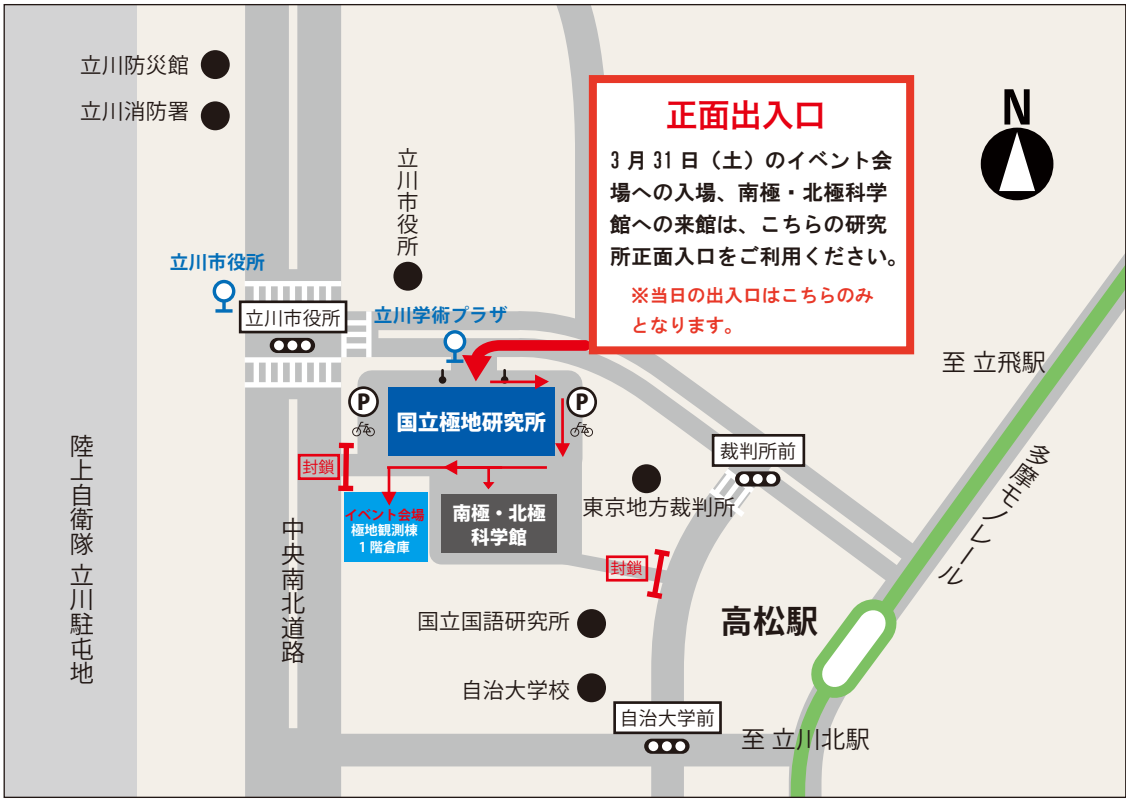 立川防災館
立川消防署
立川市役所
正面出入口
3月31日（土）のイベント会
場への入場、南極・北極科学
館への来館は、こちらの研究
所正面入口をご利用ください。
※当日の出入口はこちらのみ
となります。
N
立川市役所
立川市役所
立川学術プラザ
至 立飛駅
P
国立極地研究所
P
封鎖
裁判所前
多摩モノレール
イベント会場
極地観測棟
1階倉庫
南極・北極
科学館
東京地方裁判所
陸上自衛隊 立川駐屯地
中央南北道路
封鎖
国立国語研究所
高松駅
自治大学校
自治大学前
至 立川北駅